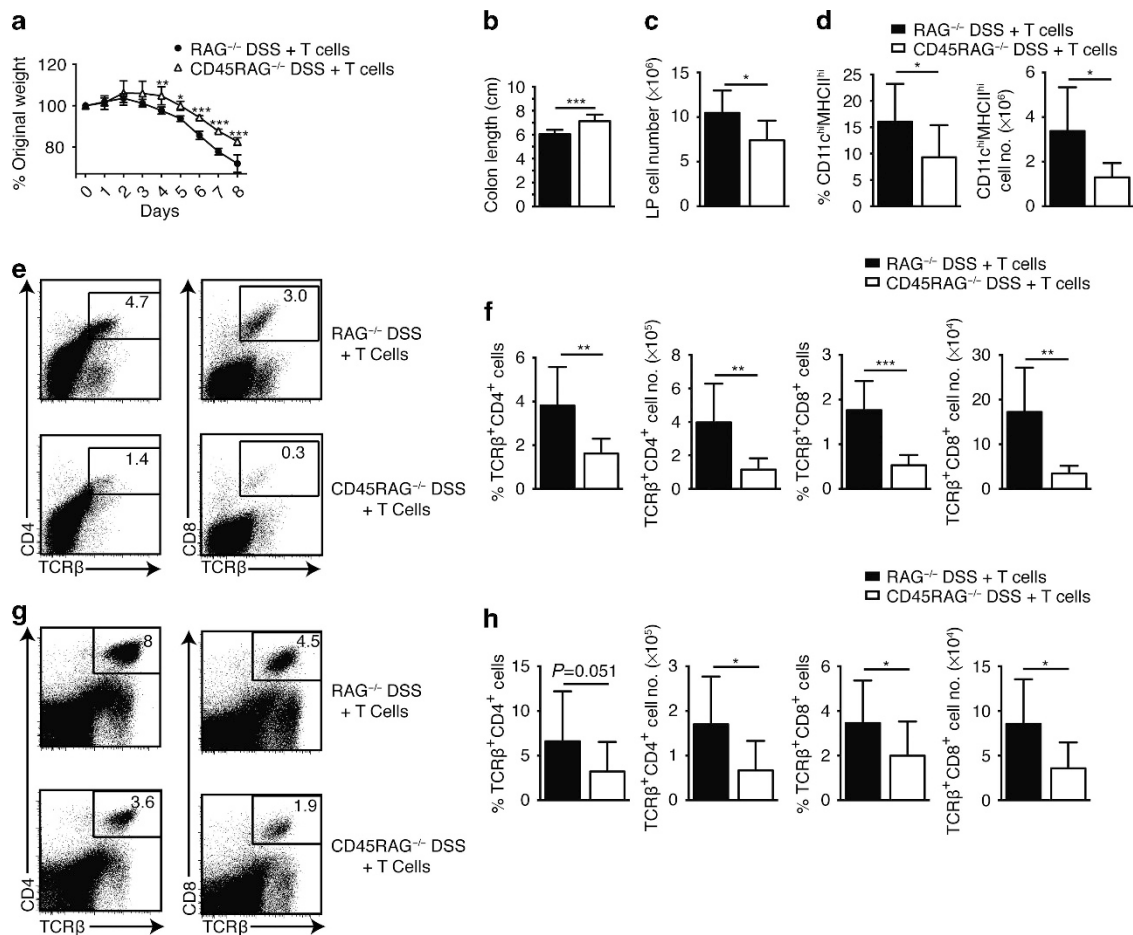 a
RAG⁻/⁻ DSS + T cells
CD45RAG⁻/⁻ DSS + T cells
% Original weight
120
100
80
** * *** *** ***
0 1 2 3 4 5 6 7 8
Days
b
Colon length (cm)
8
7
6
5
4
3
2
1
0
***
c
LP cell number (×10⁶)
15
10
5
0
*
d
RAG⁻/⁻ DSS + T cells
CD45RAG⁻/⁻ DSS + T cells
% CD11cʰⁱMHCIIʰⁱ
25
20
15
10
5
0
*
CD11cʰⁱMHCIIʰⁱ
cell no. (×10⁶)
6
4
2
0
*
e
4.7
3.0
RAG⁻/⁻ DSS
+ T Cells
1.4
0.3
CD45RAG⁻/⁻ DSS
+ T Cells
CD4
CD8
TCRβ
TCRβ
RAG⁻/⁻ DSS + T cells
CD45RAG⁻/⁻ DSS + T cells
f
% TCRβ⁺CD4⁺ cells
8
6
4
2
0
**
TCRβ⁺CD4⁺ cell no. (×10⁵)
8
6
4
2
0
**
% TCRβ⁺CD8⁺ cells
3
2
1
0
***
TCRβ⁺CD8⁺ cell no. (×10⁴)
30
20
10
0
**
g
8
4.5
RAG⁻/⁻ DSS
+ T Cells
3.6
1.9
CD45RAG⁻/⁻ DSS
+ T Cells
CD4
CD8
TCRβ
TCRβ
RAG⁻/⁻ DSS + T cells
CD45RAG⁻/⁻ DSS + T cells
h
% TCRβ⁺CD4⁺ cells
15
10
5
0
P=0.051
TCRβ⁺CD4⁺ cell no. (×10⁵)
3
2
1
0
*
% TCRβ⁺CD8⁺ cells
6
4
2
0
*
TCRβ⁺CD8⁺ cell no. (×10⁴)
15
10
5
0
*